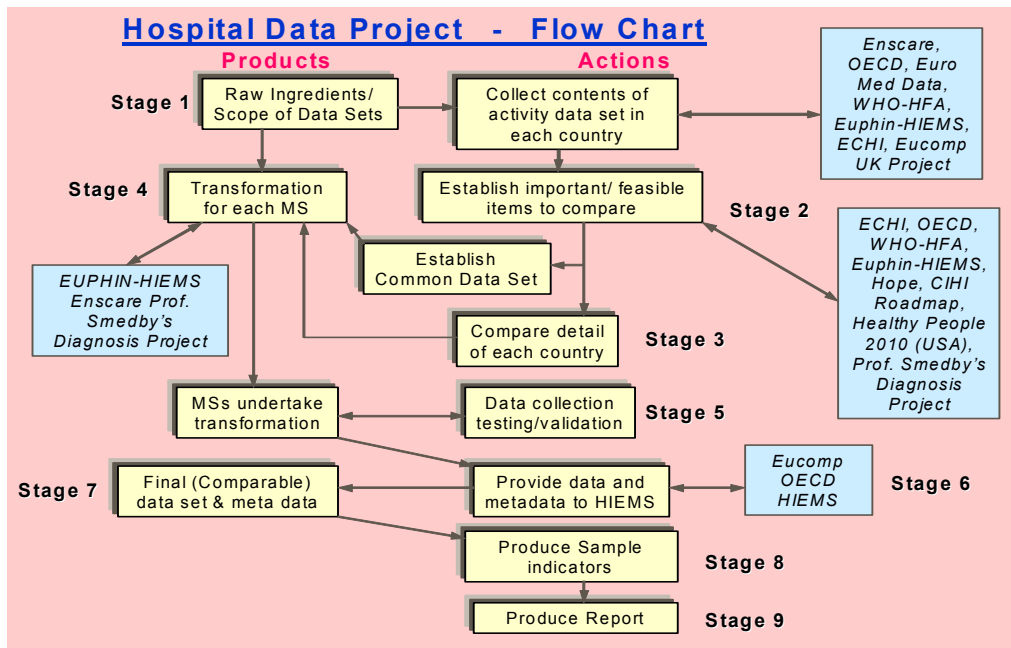 Hospital Data Project - Flow Chart
Products
Actions
Stage 1
Raw Ingredients/
Scope of Data Sets
Collect contents of
activity data set in
each country
Enscare,
OECD, Euro
Med Data,
WHO-HFA,
Euphin-HIEMS,
ECHI, Eucomp
UK Project
Stage 4
Transformation
for each MS
Establish important/ feasible
items to compare
Stage 2
ECHI, OECD,
WHO-HFA,
Euphin-HIEMS,
Hope, CIHI
Roadmap,
Healthy People
2010 (USA),
Prof. Smedby's
Diagnosis
Project
Establish
Common Data Set
EUPHIN-HIEMS
Enscare Prof.
Smedby's
Diagnosis Project
Compare detail
of each country
Stage 3
MSs undertake
transformation
Data collection
testing/validation
Stage 5
Stage 7
Final (Comparable)
data set & meta data
Provide data and
metadata to HIEMS
Eucomp
OECD
HIEMS
Stage 6
Produce Sample
indicators
Stage 8
Produce Report
Stage 9